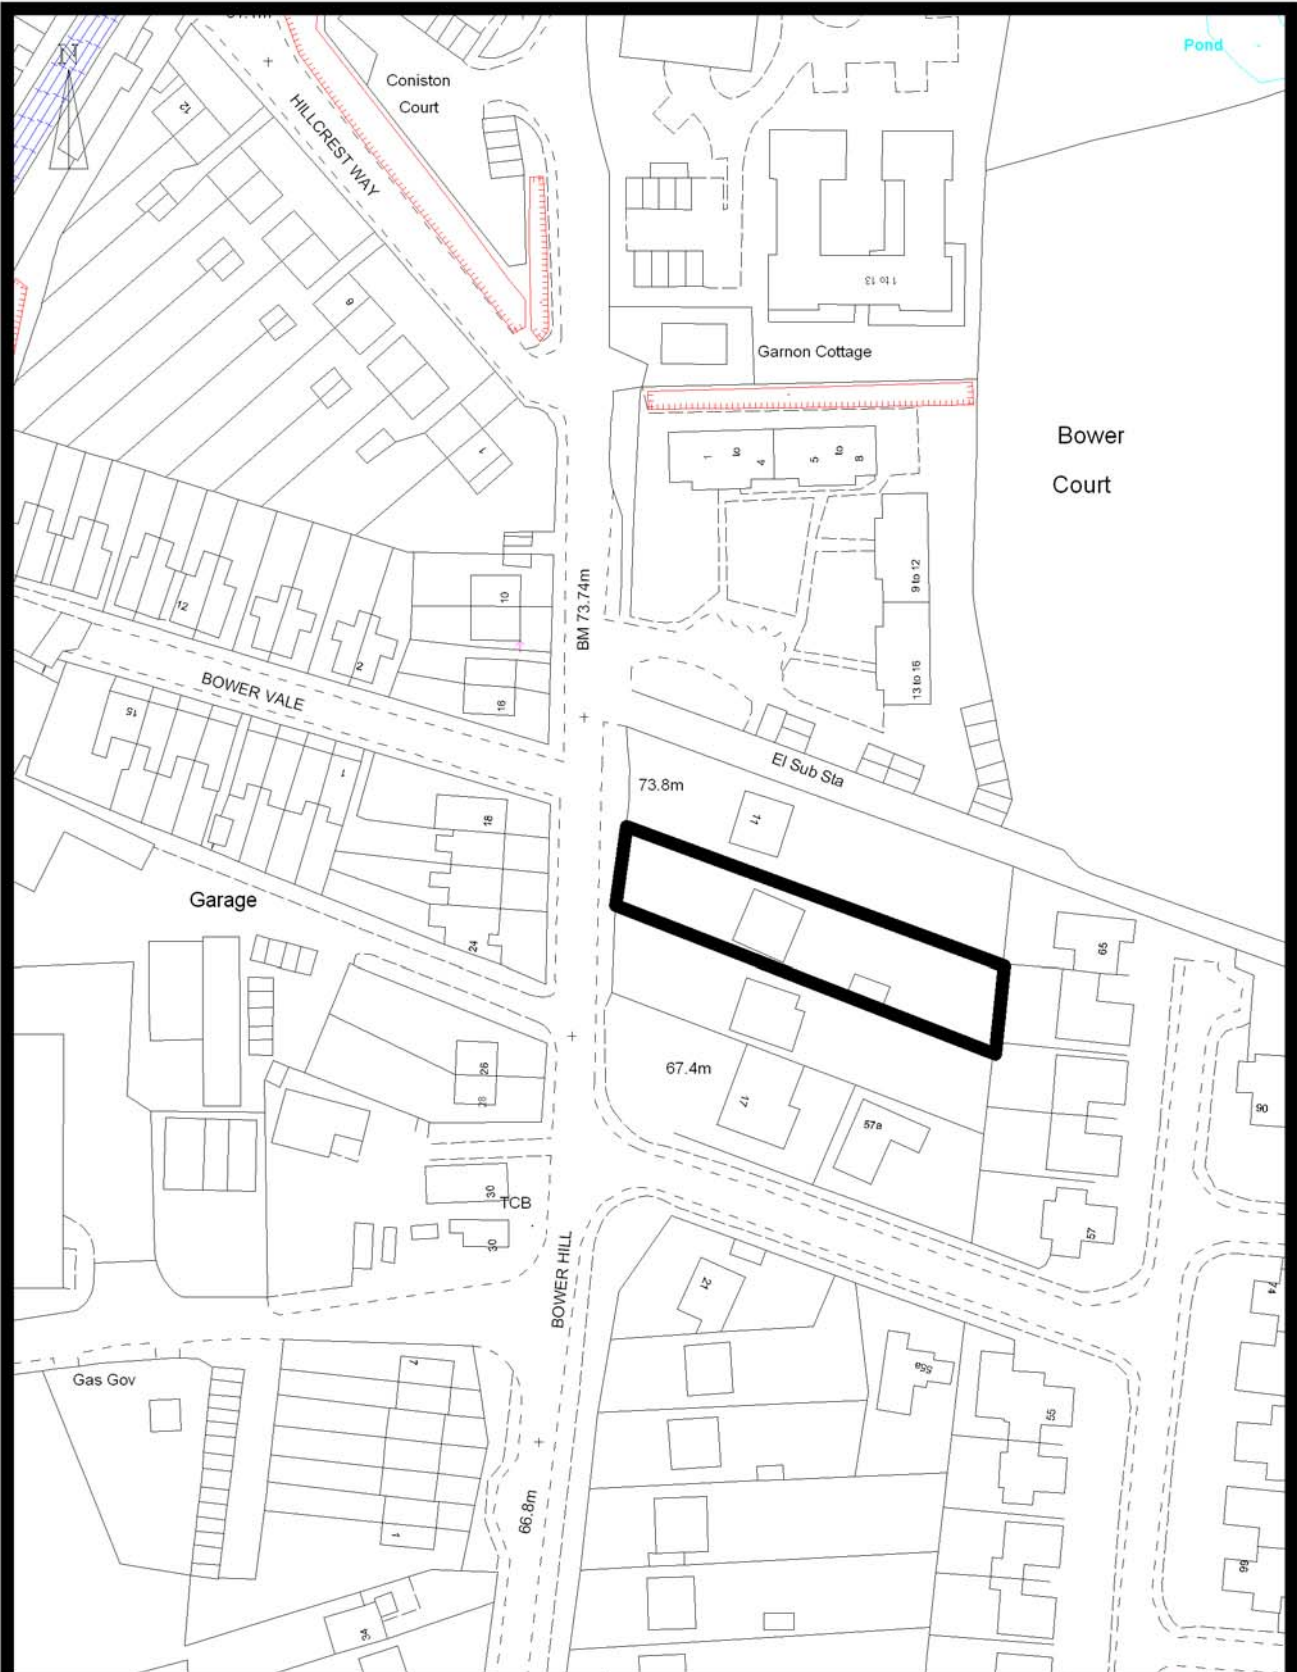 Pond
N
Coniston
Court
12
HILLCREST WAY
1 to 13
9
Garnon Cottage
Bower
Court
1 to 4
5 to 8
1
9 to 12
10
BM 73.74m
12
2
13 to 16
BOWER VALE
16
15
El Sub Sta
1
73.8m
18
11
Garage
24
65
26
28
67.4m
17
57a
90
30
TCB
30
57
BOWER HILL
21
74
55a
Gas Gov
7
55
66.8m
1
99
34